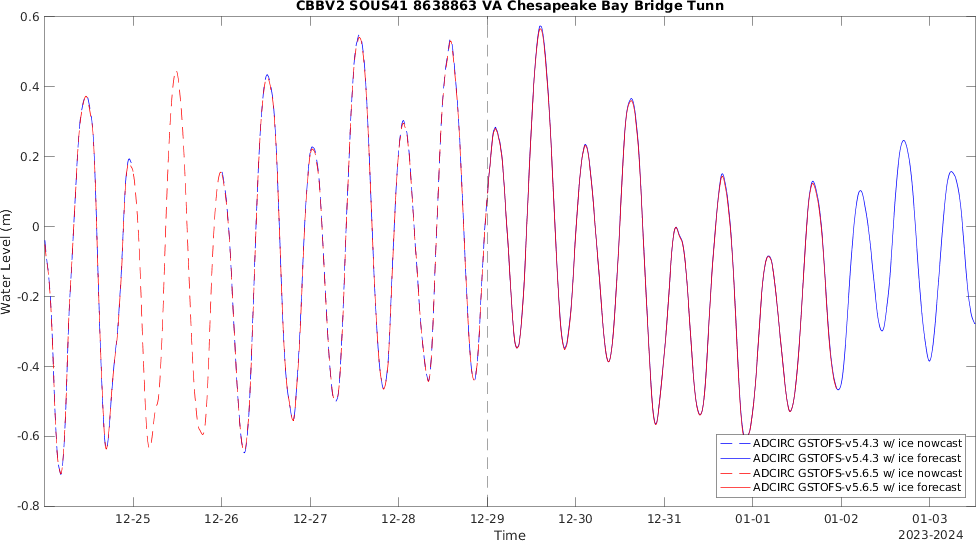 CBBV2 SOUS41 8638863 VA Chesapeake Bay Bridge Tunn
0.6
0.4
0.2
0
-0.2
-0.4
-0.6
-0.8
Water Level (m)
ADCIRC GSTOFS-v5.4.3 w/ ice nowcast
ADCIRC GSTOFS-v5.4.3 w/ ice forecast
ADCIRC GSTOFS-v5.6.5 w/ ice nowcast
ADCIRC GSTOFS-v5.6.5 w/ ice forecast
12-25 12-26 12-27 12-28 12-29 12-30 12-31 01-01 01-02 01-03
Time
2023-2024